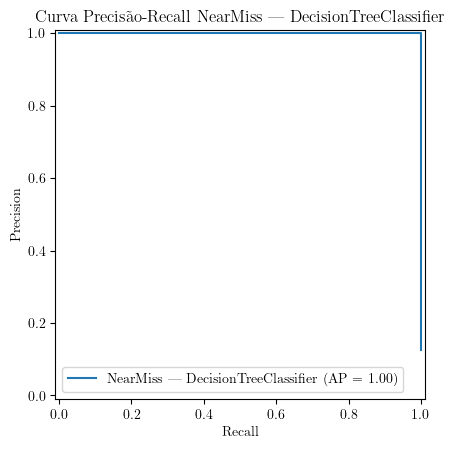 Curva Precisão-Recall NearMiss — DecisionTreeClassifier
1.0
0.8
0.6
0.4
0.2
0.0
Precision
NearMiss — DecisionTreeClassifier (AP = 1.00)
0.0 0.2 0.4 0.6 0.8 1.0
Recall